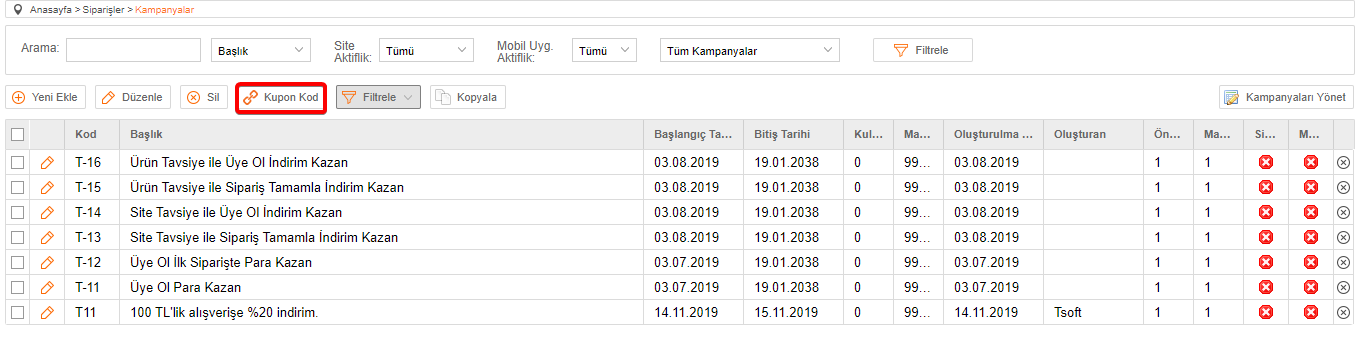 Anasayfa > Siparişler > Kampanyalar
Arama: Başlık Site Aktiflik: Tümü Mobil Uyg. Aktiflik: Tümü Tüm Kampanyalar Filtrele
Yeni Ekle Düzenle Sil Kupon Kod Filtrele Kopyala Kampanyaları Yönet
Kod Başlık Başlangıç Ta... Bitiş Tarihi Kul... Ma... Oluşturulma ... Oluşturan Ön... Ma... Si... M...
T-16 Ürün Tavsiye ile Üye Ol İndirim Kazan 03.08.2019 19.01.2038 0 99... 03.08.2019 1 1
T-15 Ürün Tavsiye ile Sipariş Tamamla İndirim Kazan 03.08.2019 19.01.2038 0 99... 03.08.2019 1 1
T-14 Site Tavsiye ile Üye Ol İndirim Kazan 03.08.2019 19.01.2038 0 99... 03.08.2019 1 1
T-13 Site Tavsiye ile Sipariş Tamamla İndirim Kazan 03.08.2019 19.01.2038 0 99... 03.08.2019 1 1
T-12 Üye Ol İlk Siparişte Para Kazan 03.07.2019 19.01.2038 0 99... 03.07.2019 1 1
T-11 Üye Ol Para Kazan 03.07.2019 19.01.2038 0 99... 03.07.2019 1 1
T11 100 TL'lik alışverişe %20 indirim. 14.11.2019 15.11.2019 0 99... 14.11.2019 Tsoft 1 1